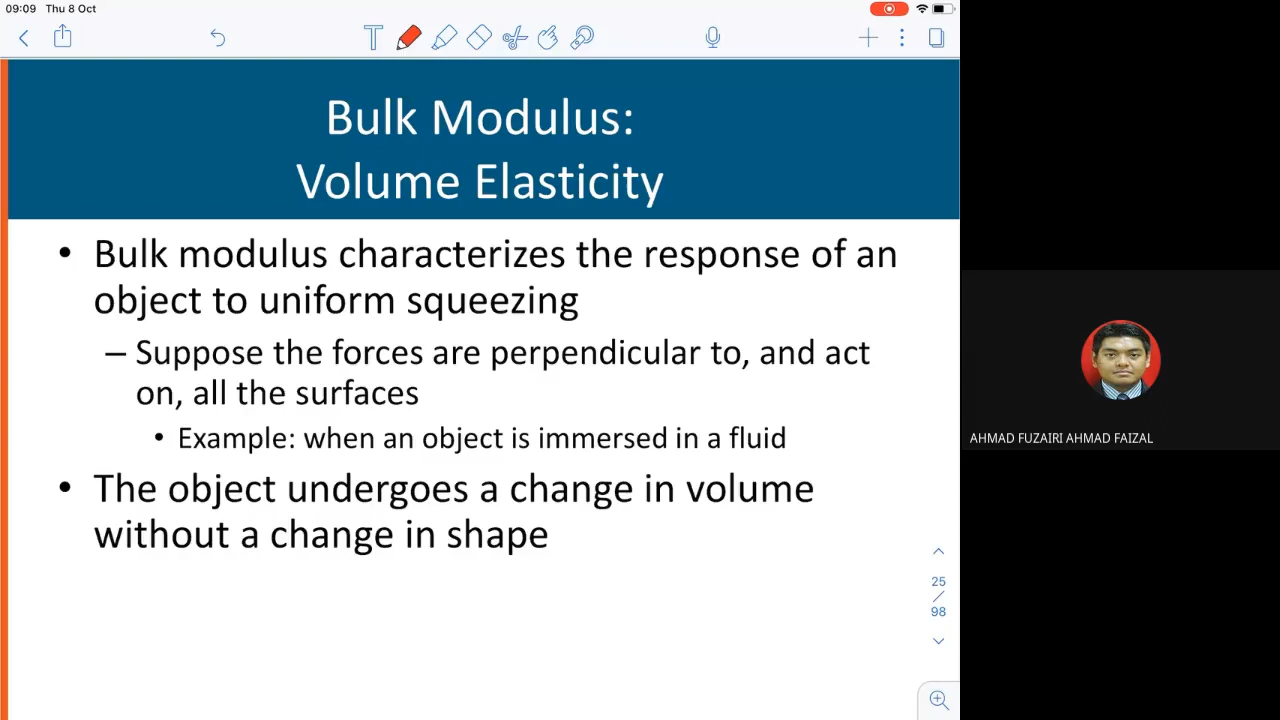 09:09 Thu 8 Oct
T
Bulk Modulus:
Volume Elasticity
• Bulk modulus characterizes the response of an
object to uniform squeezing
– Suppose the forces are perpendicular to, and act
on, all the surfaces
• Example: when an object is immersed in a fluid
• The object undergoes a change in volume
without a change in shape
25
/
98
AHMAD FUZAIRI AHMAD FAIZAL